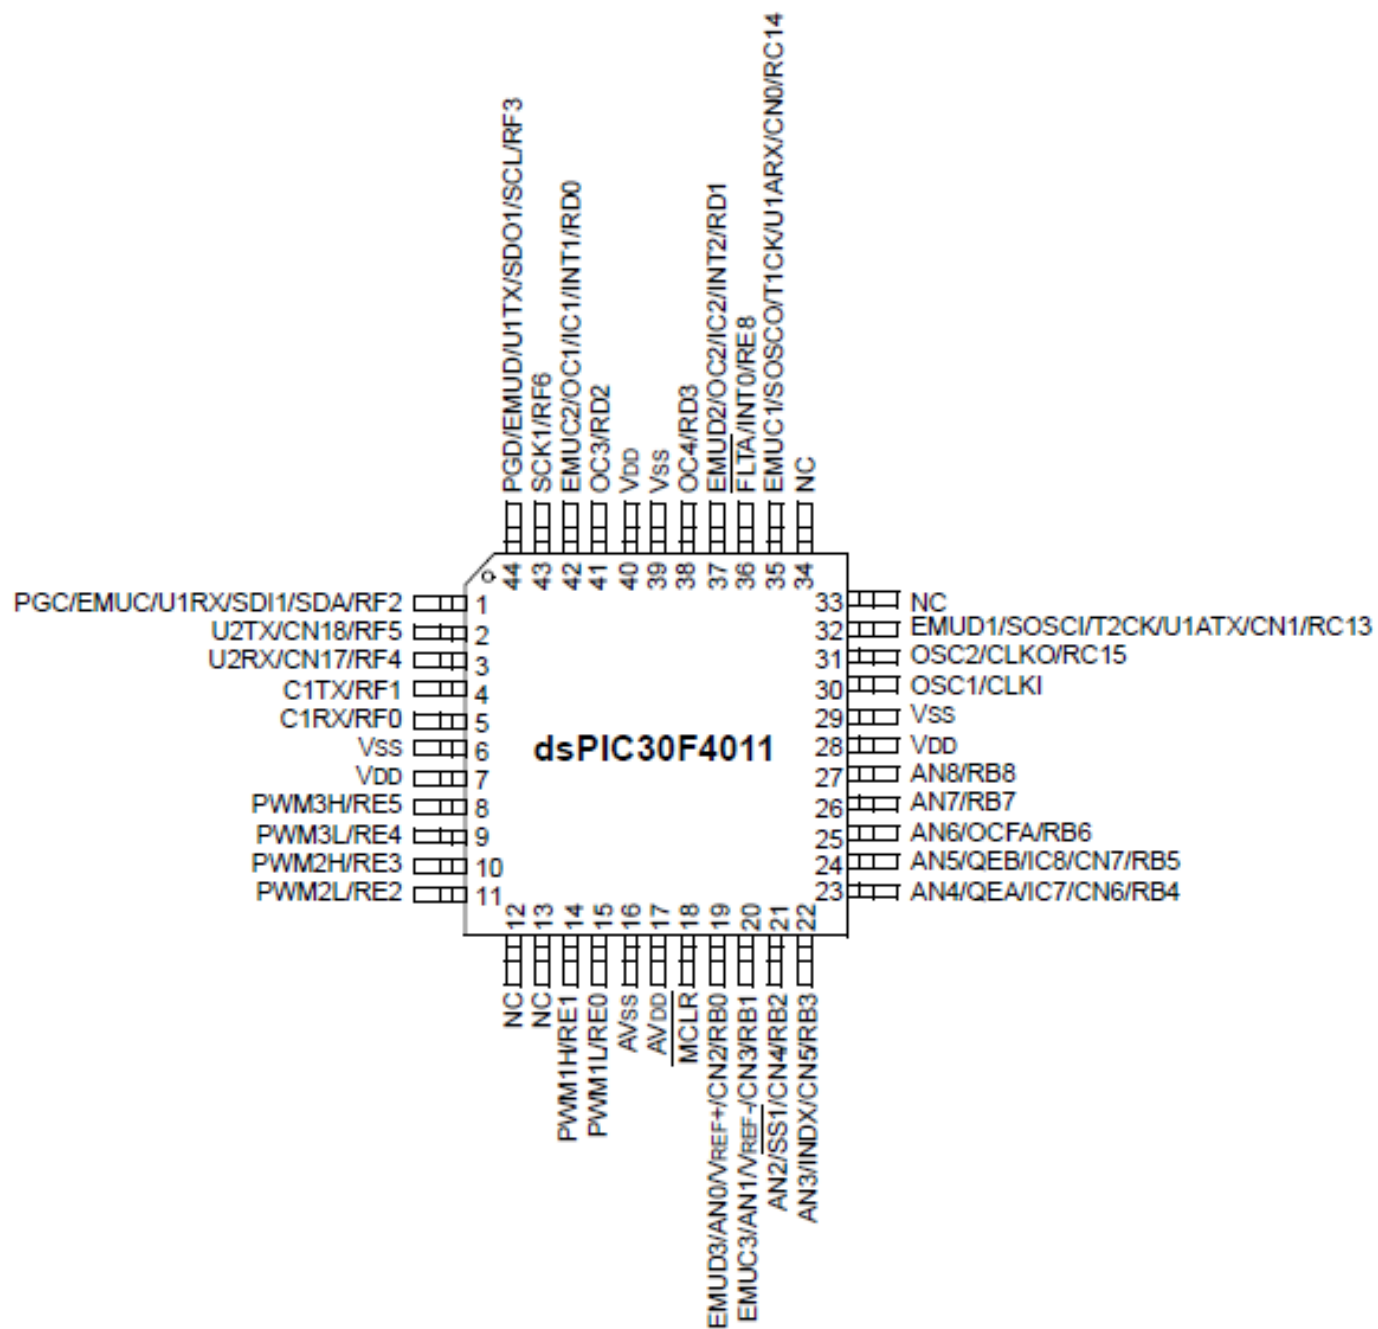 PGD/EMUD/U1TX/SDO1/SCL/RF3
SCK1/RF6
EMUC2/OC1/IC1/INT1/RD0
OC3/RD2
VDD
VSS
OC4/RD3
EMUD2/OC2/IC2/INT2/RD1
FLTA/INT0/RE8
EMUC1/SOSCO/T1CK/U1ARX/CN0/RC14
NC
44 43 42 41 40 39 38 37 36 35 34
PGC/EMUC/U1RX/SDI1/SDA/RF2 1
U2TX/CN18/RF5 2
U2RX/CN17/RF4 3
C1TX/RF1 4
C1RX/RF0 5
VSS 6
VDD 7
PWM3H/RE5 8
PWM3L/RE4 9
PWM2H/RE3 10
PWM2L/RE2 11
dsPIC30F4011
33 NC
32 EMUD1/SOSCI/T2CK/U1ATX/CN1/RC13
31 OSC2/CLKO/RC15
30 OSC1/CLKI
29 VSS
28 VDD
27 AN8/RB8
26 AN7/RB7
25 AN6/OCFA/RB6
24 AN5/QEB/IC8/CN7/RB5
23 AN4/QEA/IC7/CN6/RB4
12 13 14 15 16 17 18 19 20 21 22
NC
NC
PWM1H/RE1
PWM1L/RE0
AVSS
AVDD
MCLR
EMUD3/AN0/VREF+/CN2/RB0
EMUC3/AN1/VREF-/CN3/RB1
AN2/SS1/CN4/RB2
AN3/INDX/CN5/RB3